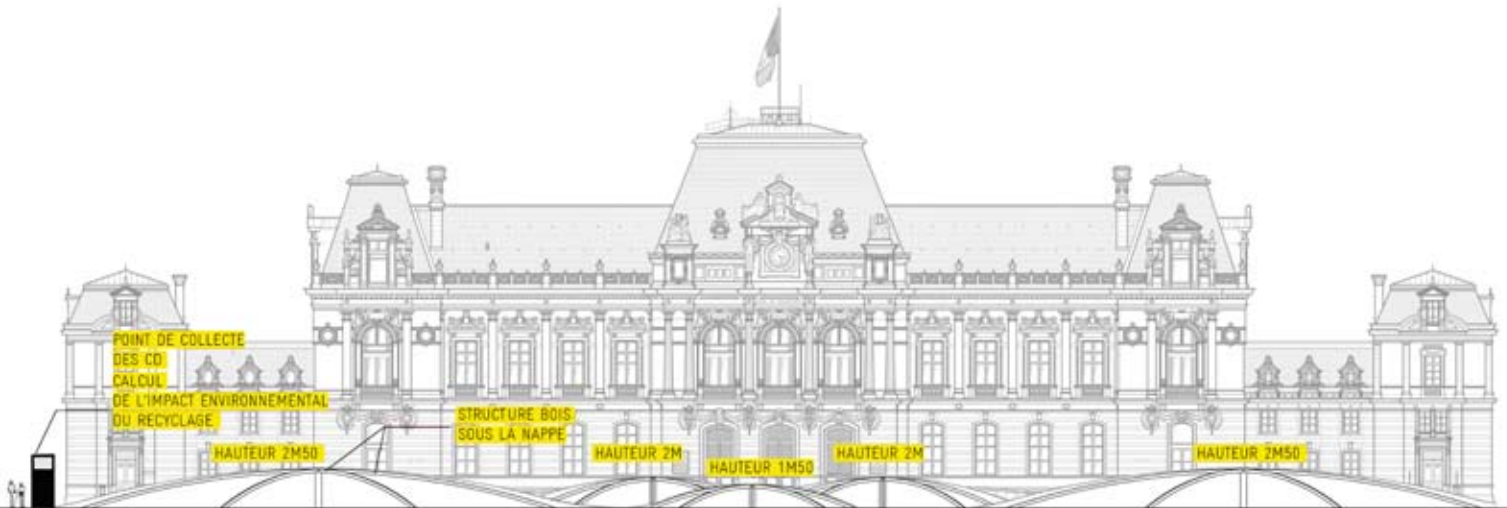 POINT DE COLLECTE
DES CD
CALCUL
DE L'IMPACT ENVIRONNEMENTAL
DU RECYCLAGE
STRUCTURE BOIS
SOUS LA NAPPE
HAUTEUR 2M50
HAUTEUR 2M
HAUTEUR 1M50
HAUTEUR 2M
HAUTEUR 2M50